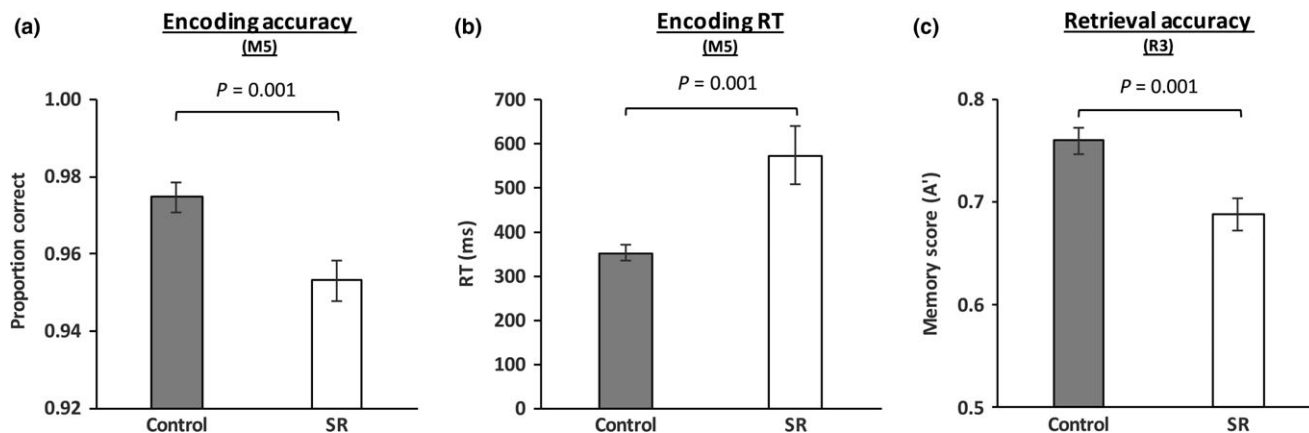 (a)
Encoding accuracy
(M5)
P = 0.001
Proportion correct
1.00
0.98
0.96
0.94
0.92
Control
SR
(b)
Encoding RT
(M5)
P = 0.001
RT (ms)
700
600
500
400
300
200
100
0
Control
SR
(c)
Retrieval accuracy
(R3)
P = 0.001
Memory score (A')
0.8
0.7
0.6
0.5
Control
SR